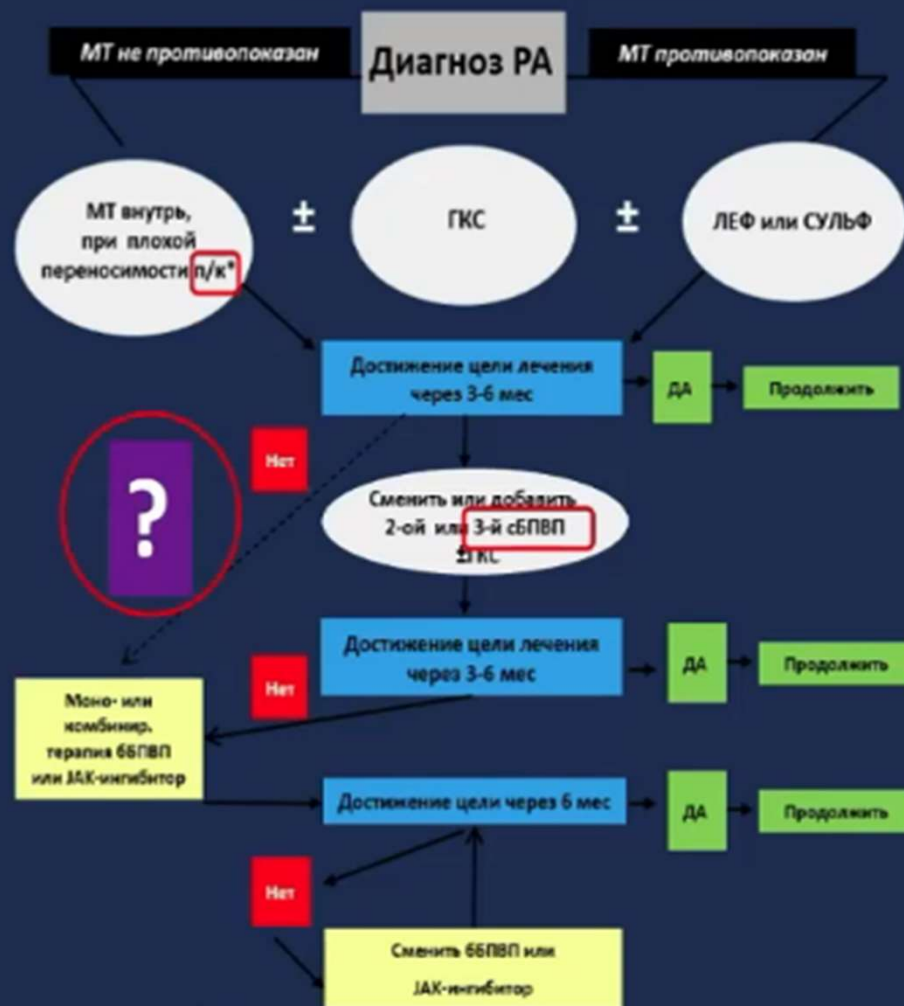 МТ не противопоказан
Диагноз РА
МТ противопоказан
МТ внутрь,
при плохой
переносимости п/к*
±
ГКС
±
ЛЕФ или СУЛЬФ
Достижение цели лечения
через 3-6 мес
ДА
Продолжить
Нет
?
Сменить или добавить
2-ой или 3-й сБПВП
±ГКС
Достижение цели лечения
через 3-6 мес
ДА
Продолжить
Нет
Моно- или
комбинир.
терапия бБПВП
или JAK-ингибитор
Достижение цели через 6 мес
ДА
Продолжить
Нет
Сменить бБПВП или
JAK-ингибитор